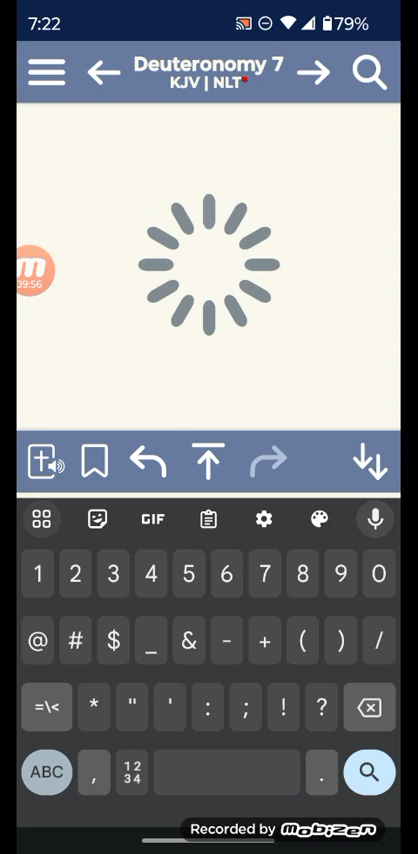 7:22
79%
Deuteronomy 7
KJV | NLT*
m
39:56
GIF
1 2 3 4 5 6 7 8 9 0
@ # $ _ & - + ( ) /
=\< * " ' : ; ! ?
ABC , 12 34 .
Recorded by mobizen